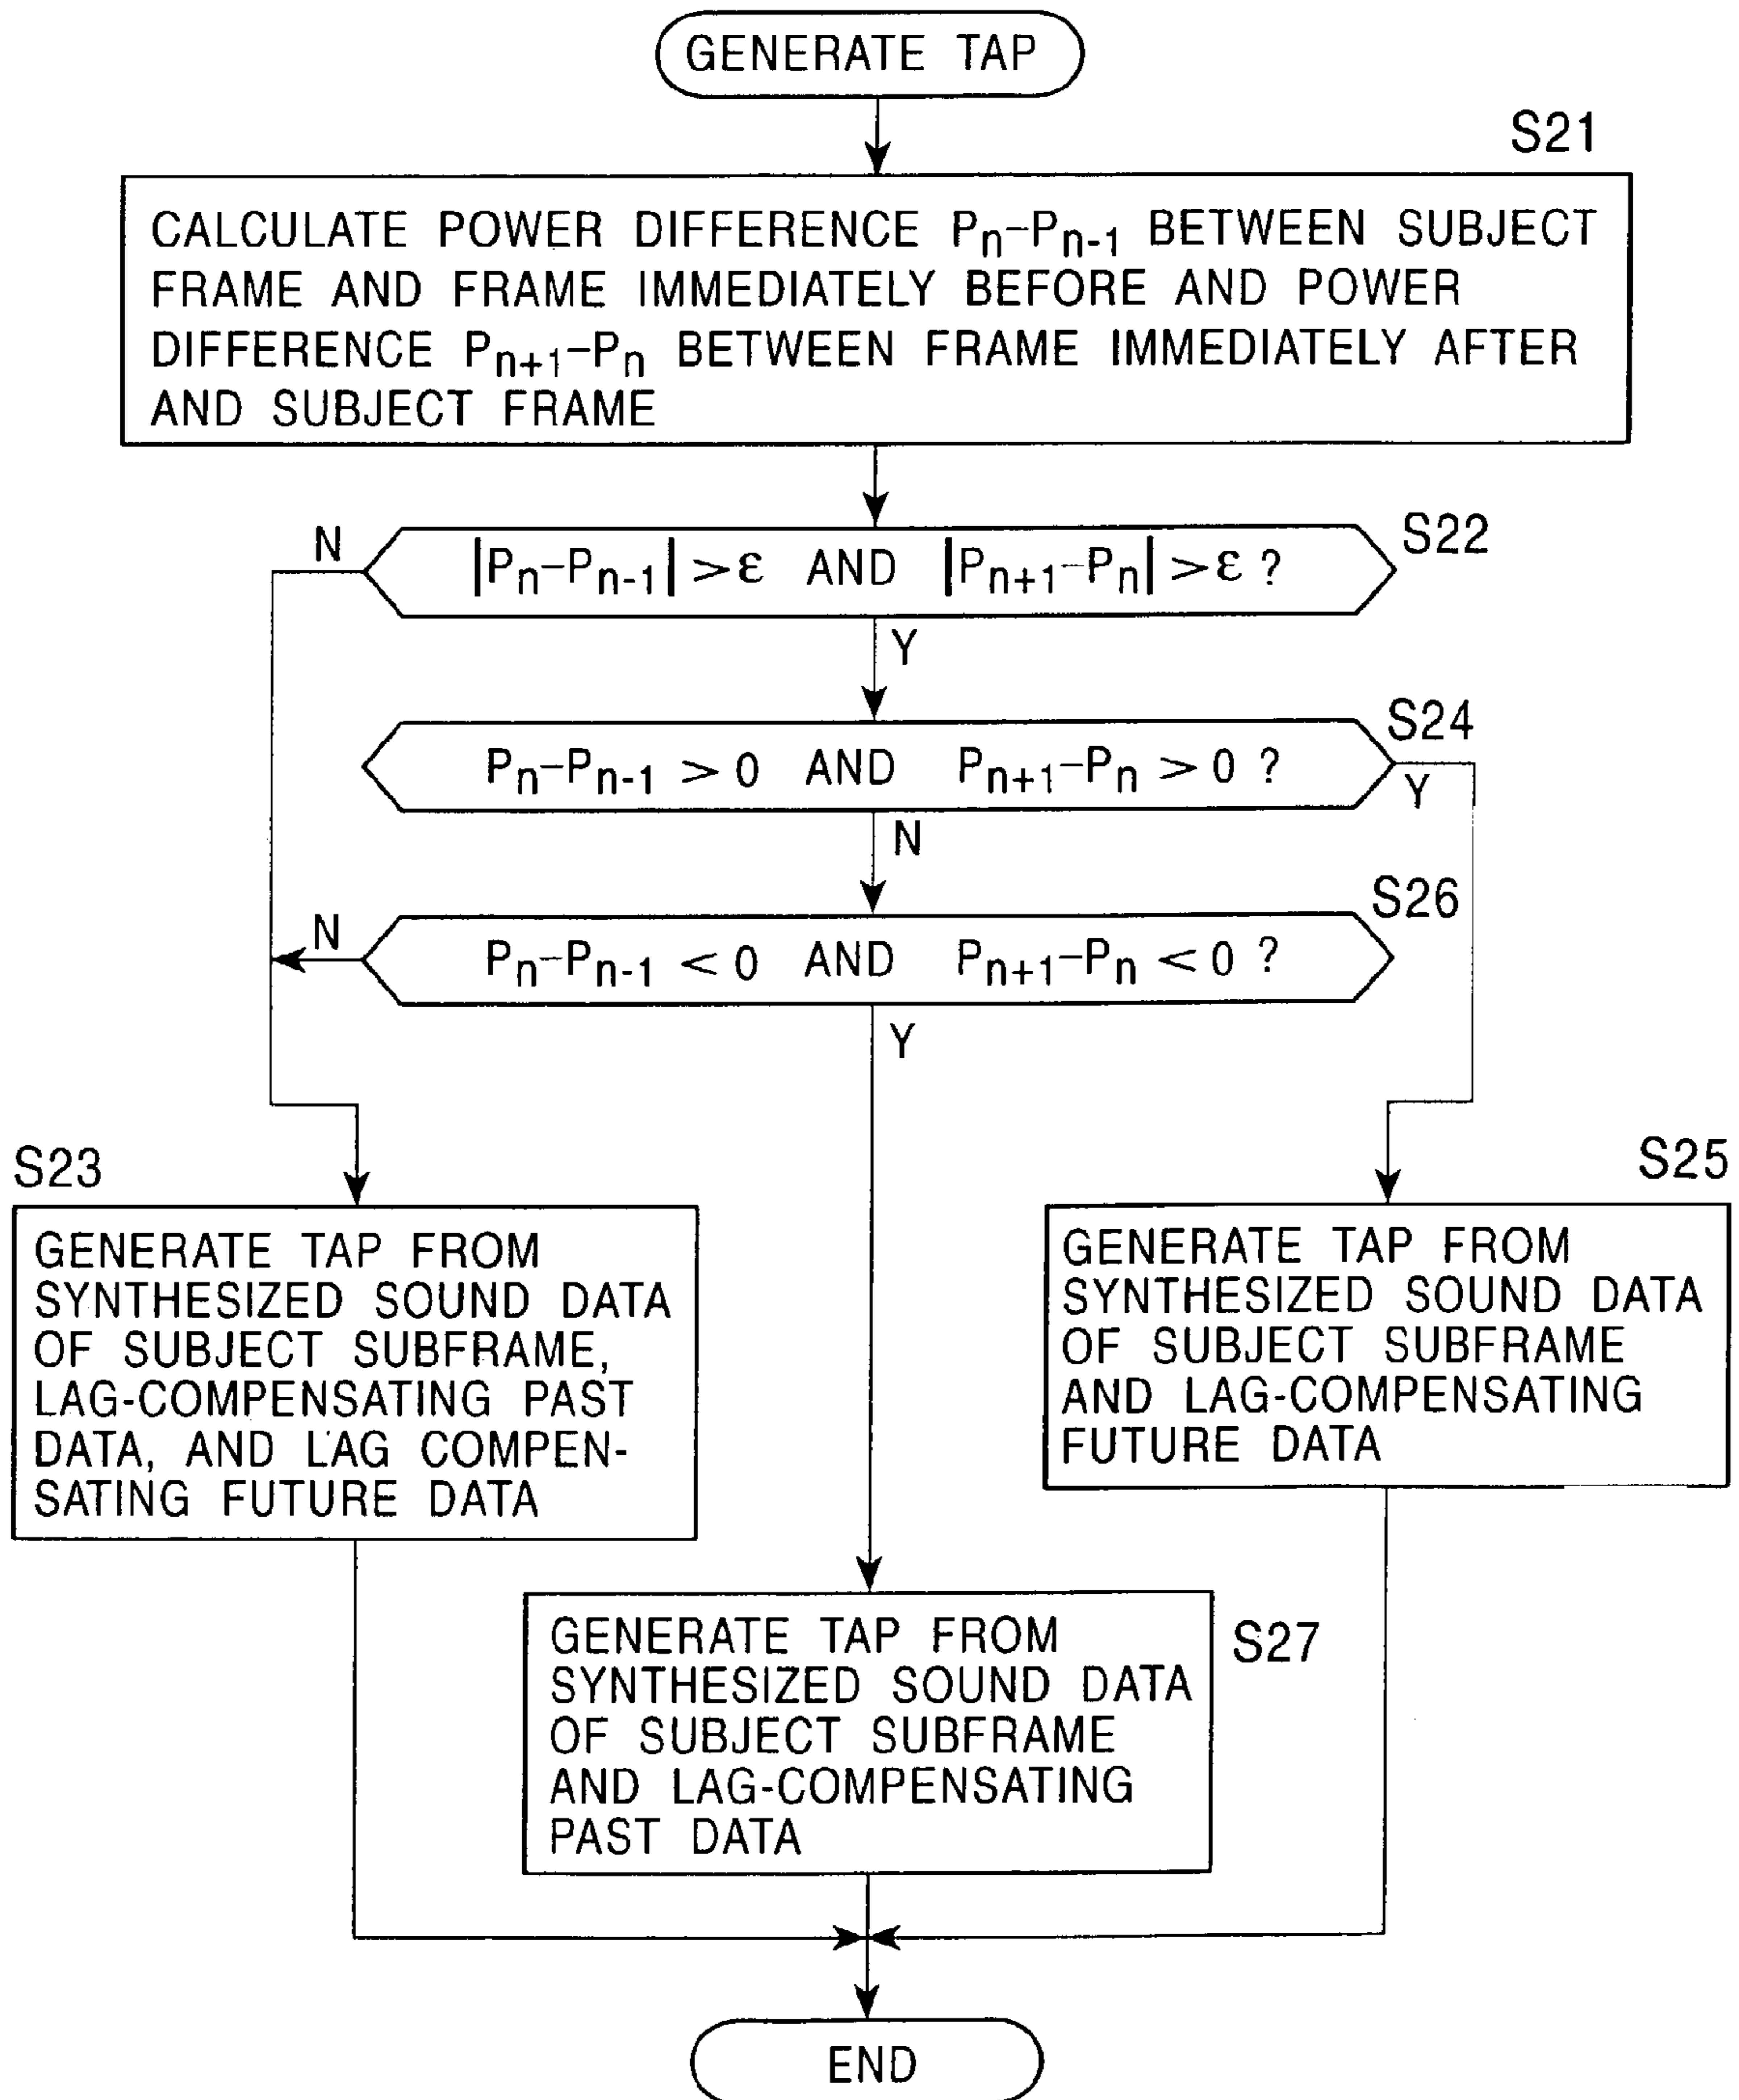 GENERATE TAP
S21
CALCULATE POWER DIFFERENCE Pn-Pn-1 BETWEEN SUBJECT
FRAME AND FRAME IMMEDIATELY BEFORE AND POWER
DIFFERENCE Pn+1-Pn BETWEEN FRAME IMMEDIATELY AFTER
AND SUBJECT FRAME
N
|Pn-Pn-1|>ε AND |Pn+1-Pn|>ε ?
S22
Y
S24
Pn-Pn-1 > 0 AND Pn+1-Pn > 0 ?
Y
N
S26
N
Pn-Pn-1 < 0 AND Pn+1-Pn < 0 ?
Y
S23
GENERATE TAP FROM
SYNTHESIZED SOUND DATA
OF SUBJECT SUBFRAME,
LAG-COMPENSATING PAST
DATA, AND LAG COMPEN-
SATING FUTURE DATA
S25
GENERATE TAP FROM
SYNTHESIZED SOUND DATA
OF SUBJECT SUBFRAME
AND LAG-COMPENSATING
FUTURE DATA
S27
GENERATE TAP FROM
SYNTHESIZED SOUND DATA
OF SUBJECT SUBFRAME
AND LAG-COMPENSATING
PAST DATA
END